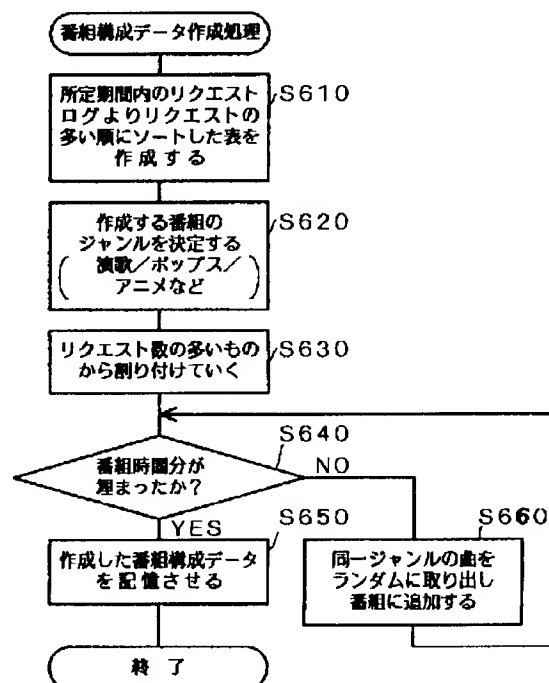 番組構成データ作成処理
所定期間内のリクエスト
ログよりリクエストの
多い順にソートした表を
作成する
S610
作成する番組の
ジャンルを決定する
(演歌/ポップス/
アニメなど)
S620
リクエスト数の多いもの
から割り付けていく
S630
番組時間分が
埋まったか?
S640
NO
YES
作成した番組構成データ
を記憶させる
S650
同一ジャンルの曲を
ランダムに取り出し
番組に追加する
S660
終了